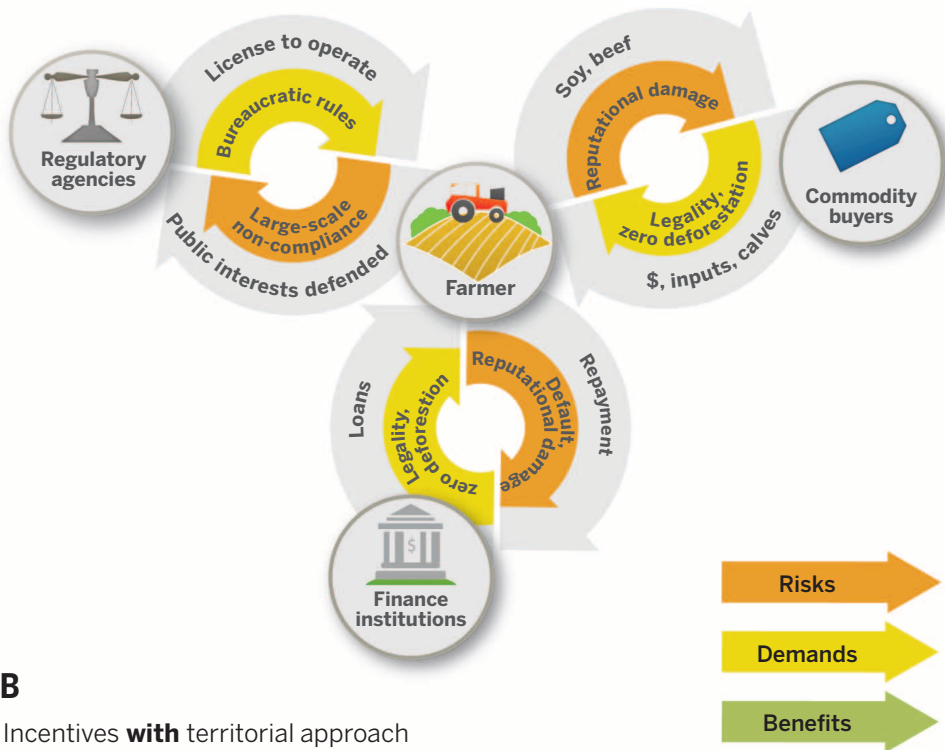 License to operate
Bureaucratic rules
Regulatory
agencies
Large-scale
non-compliance
Public interests defended
Soy, beef
Reputational damage
Legality,
zero deforestation
$, inputs, calves
Commodity
buyers
Farmer
Loans
Legality,
zero deforestion
Reputational damage
Default,
Repayment
$
Finance
institutions
Risks
Demands
Benefits
B
Incentives with territorial approach